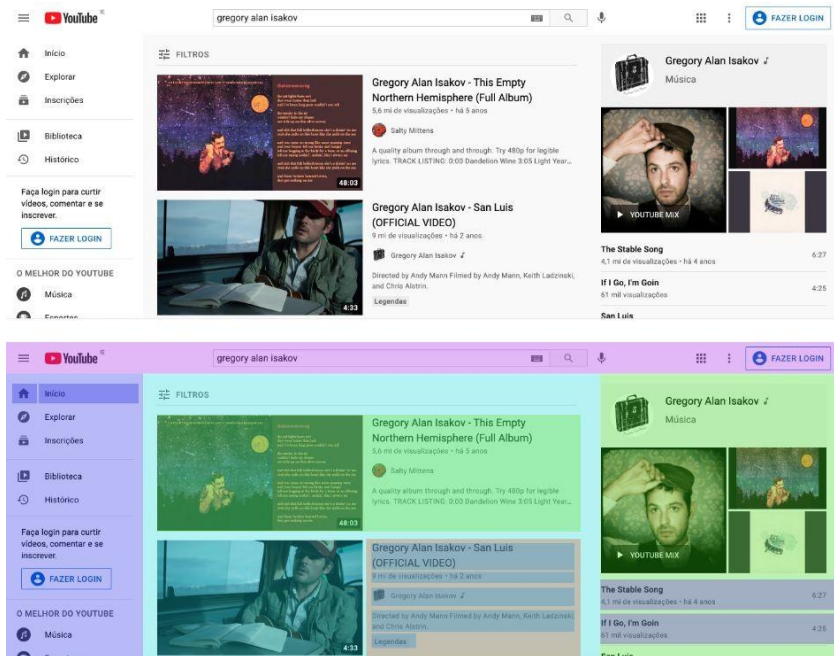 YouTube
gregory alan isakov
FAZER LOGIN
Início
Explorar
Inscrições
Biblioteca
Histórico
Faça login para curtir
vídeos, comentar e se
inscrever.
FAZER LOGIN
O MELHOR DO YOUTUBE
Música
Esportes
FILTROS
48:03
Gregory Alan Isakov - This Empty
Northern Hemisphere (Full Album)
5,6 mi de visualizações • há 5 anos
Salty Mittens
A quality album through and through. Try 480p for legible
lyrics. TRACK LISTING: 0:00 Dandelion Wine 3:05 Light Year...
4:33
Gregory Alan Isakov - San Luis
(OFFICIAL VIDEO)
9 mi de visualizações • há 2 anos
Gregory Alan Isakov
Directed by Andy Mann Filmed by Andy Mann, Keith Ladzinski,
and Chris Alstrin.
Legendas
Gregory Alan Isakov
Música
YOUTUBE MIX
The Stable Song 6:27
4,1 mi de visualizações • há 4 anos
If I Go, I'm Goin 4:25
61 mil visualizações
San Luis
YouTube
gregory alan isakov
FAZER LOGIN
Início
Explorar
Inscrições
Biblioteca
Histórico
Faça login para curtir
vídeos, comentar e se
inscrever.
FAZER LOGIN
O MELHOR DO YOUTUBE
Música
FILTROS
48:03
Gregory Alan Isakov - This Empty
Northern Hemisphere (Full Album)
5,6 mi de visualizações • há 5 anos
Salty Mittens
A quality album through and through. Try 480p for legible
lyrics. TRACK LISTING: 0:00 Dandelion Wine 3:05 Light Year...
4:33
Gregory Alan Isakov - San Luis
(OFFICIAL VIDEO)
9 mi de visualizações • há 2 anos
Gregory Alan Isakov
Directed by Andy Mann Filmed by Andy Mann, Keith Ladzinski,
and Chris Alstrin.
Legendas
Gregory Alan Isakov
Música
YOUTUBE MIX
The Stable Song 6:27
4,1 mi de visualizações • há 4 anos
If I Go, I'm Goin 4:25
61 mil visualizações
San Luis